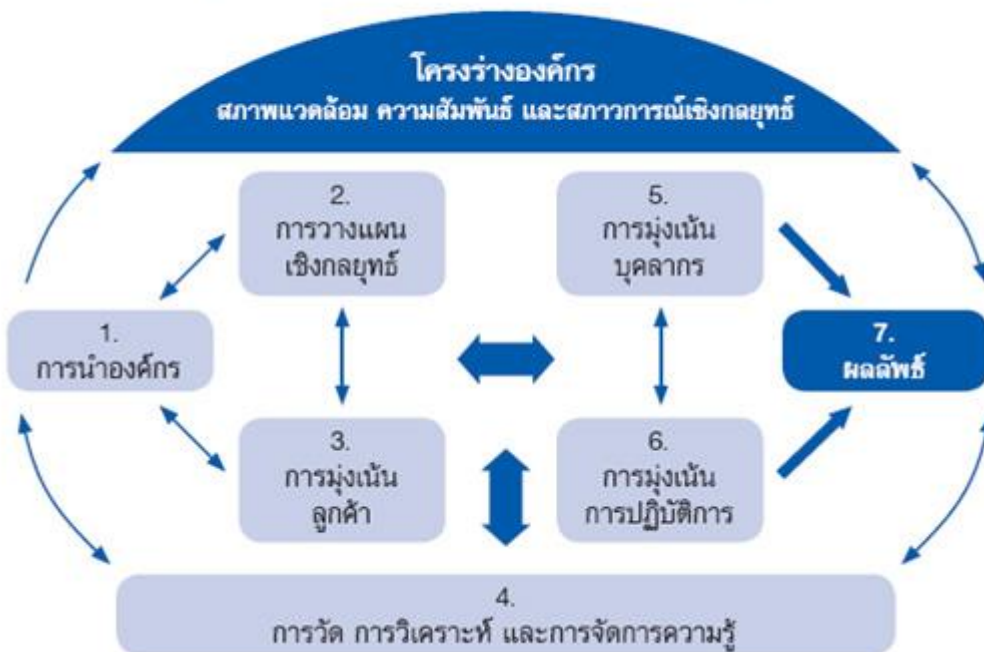 โครงร่างองค์กร
สภาพแวดล้อม ความสัมพันธ์ และสภาวการณ์เชิงกลยุทธ์
2.
การวางแผน
เชิงกลยุทธ์
5.
การมุ่งเน้น
บุคลากร
1.
การนำองค์กร
7.
ผลลัพธ์
3.
การมุ่งเน้น
ลูกค้า
6.
การมุ่งเน้น
การปฏิบัติการ
4.
การวัด การวิเคราะห์ และการจัดการความรู้